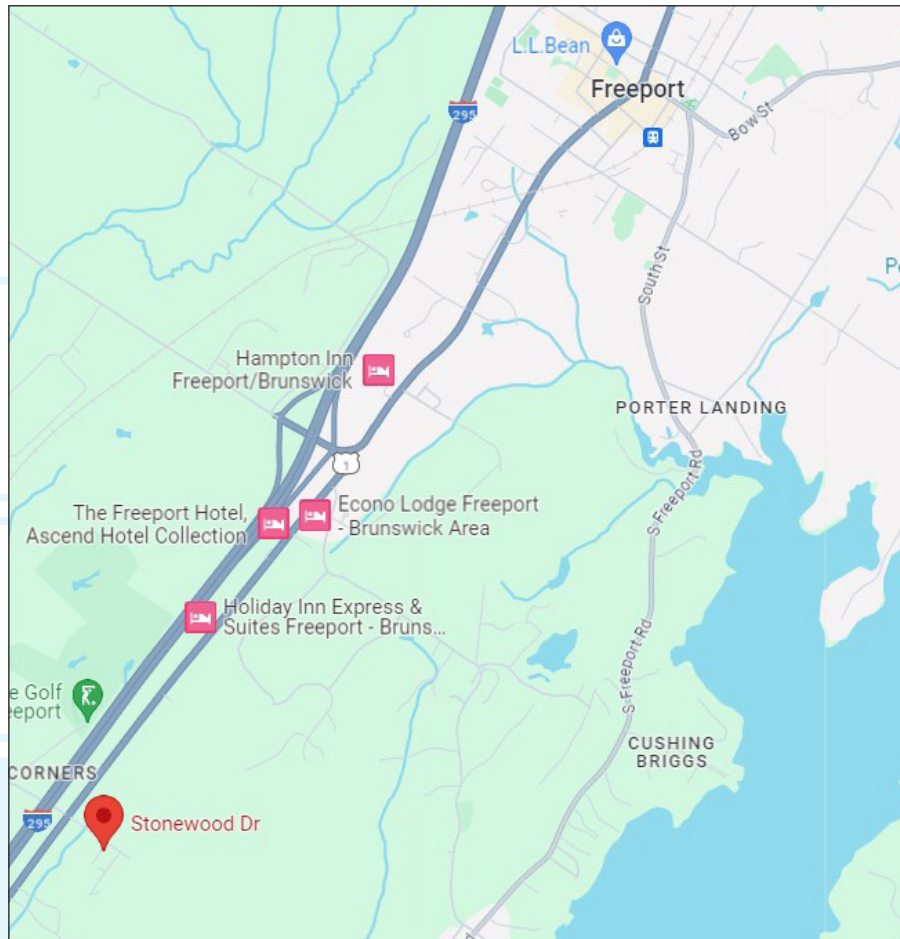 L.L.Bean
Freeport
295
Bow St
South St
Hampton Inn
Freeport/Brunswick
PORTER LANDING
1
S Freeport Rd
The Freeport Hotel,
Ascend Hotel Collection
Econo Lodge Freeport
- Brunswick Area
Holiday Inn Express &
Suites Freeport - Bruns...
S Freeport Rd
e Golf
eeport
CUSHING
BRIGGS
CORNERS
295
Stonewood Dr